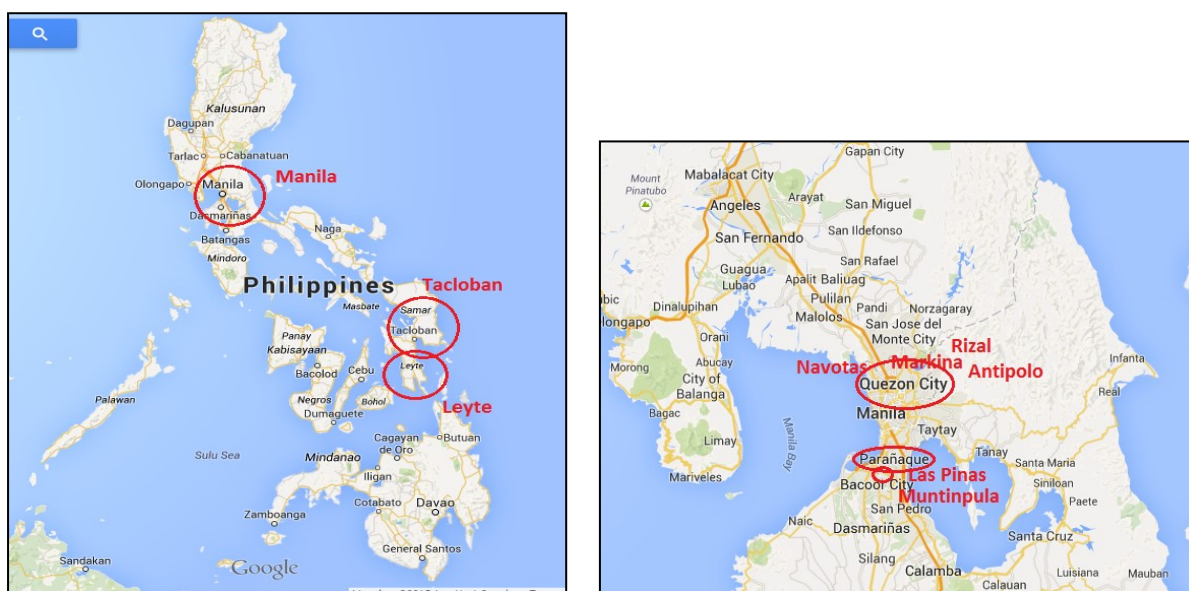 Kalusunan
Dagupan
Tarlac
Cabanatuan
Olongapo
Manila
Manila
Dasmariñas
Batangas
Naga
Mindoro
Philippines
Tacloban
Masbate
Samar
Tacloban
Panay
Kabisayaan
Leyte
Bacolod
Cebu
Leyte
Palawan
Negros
Bohol
Dumaguete
Butuan
Cagayan
de Oro
Sulu Sea
Mindanao
Iligan
Cotabato
Davao
Zamboanga
General Santos
Sandakan
Google
Gapan City
Mount
Pinatubo
Mabalacat City
Angeles
Arayat
San Miguel
San Fernando
San Ildefonso
San Rafael
Guagua
Lubao
Apalit
Baliuag
Pulilan
Dinalupihan
Malolos
Pandi
Norzagaray
olongapo
Orani
San Jose del
Monte City
Rizal
Morong
Abucay
Navotas
Markina
Antipolo
Infanta
City of
Balanga
Quezon City
Real
Bagac
Manila
Limay
Manila Bay
Taytay
Mariveles
Parañaque
Tanay
Santa Maria
Las Pinas
Siniloan
Bacoor City
Muntinpula
Paete
San Pedro
Naic
Dasmariñas
Santa Cruz
Silang
Calamba
Luisiana
Mauban
Calauan